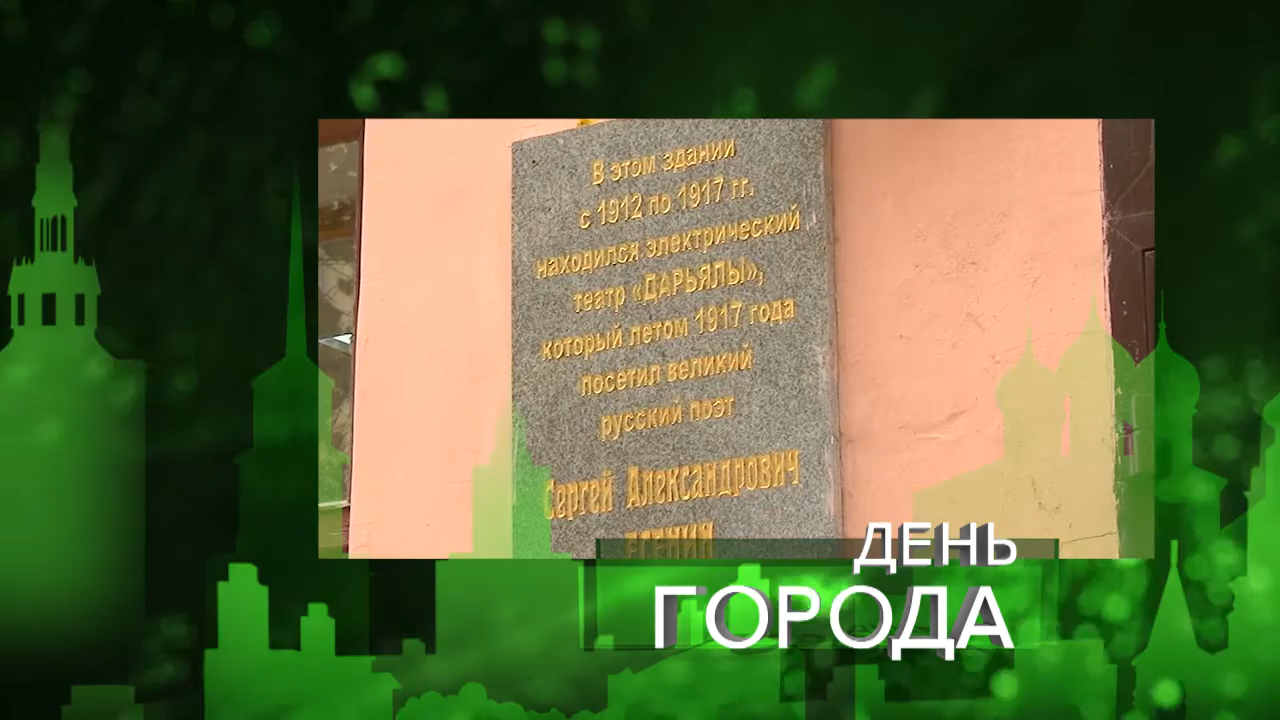 В этом здании
с 1912 по 1917 гг.
находился электрический
театр «ДАРЬЯЛЫ»,
который летом 1917 года
посетил великий
русский поэт
Сергей Александрович
ЕСЕНИН
ДЕНЬ
ГОРОДА